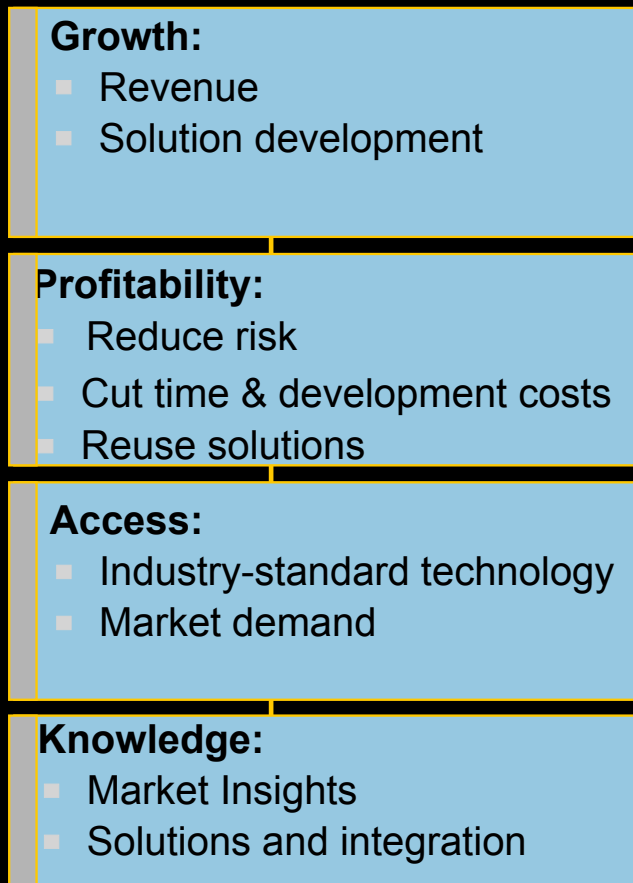 Growth:
Revenue
Solution development
Profitability:
Reduce risk
Cut time & development costs
Reuse solutions
Access:
Industry-standard technology
Market demand
Knowledge:
Market Insights
Solutions and integration